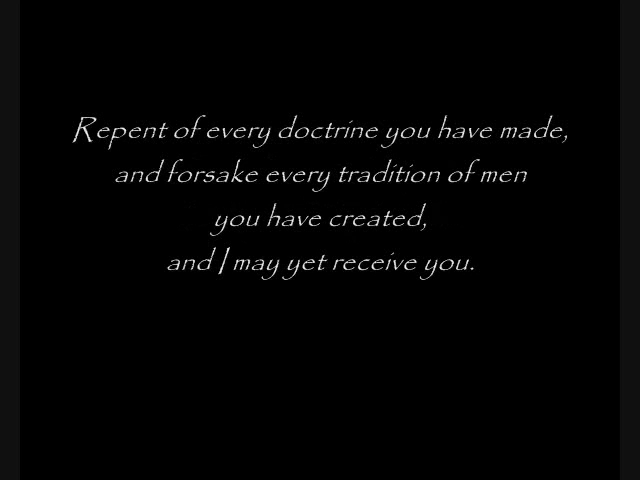 Repent of every doctrine you have made,
and forsake every tradition of men
you have created,
and I may yet receive you.